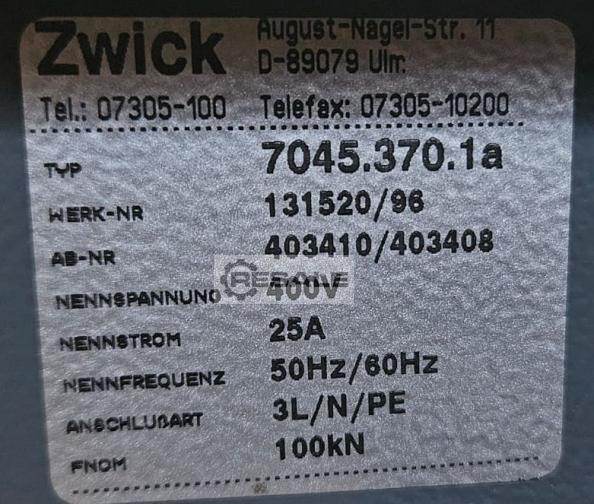 Zwick August-Nagel-Str. 11
D-89079 Ulm
Tel.: 07305-100 Telefax: 07305-10200
TYP 7045.370.1a
WERK-NR 131520/96
AB-NR 403410/403408
RESALE
NENNSPANNUNG 400V
NENNSTROM 25A
NENNFREQUENZ 50Hz/60Hz
ANSCHLUßART 3L/N/PE
FNOM 100kN